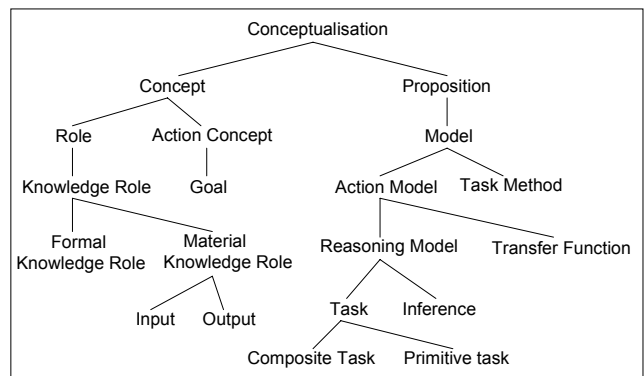 Conceptualisation
Concept
Proposition
Role
Action Concept
Model
Knowledge Role
Goal
Action Model
Task Method
Formal
Knowledge Role
Material
Knowledge Role
Reasoning Model
Transfer Function
Input
Output
Task
Inference
Composite Task
Primitive task